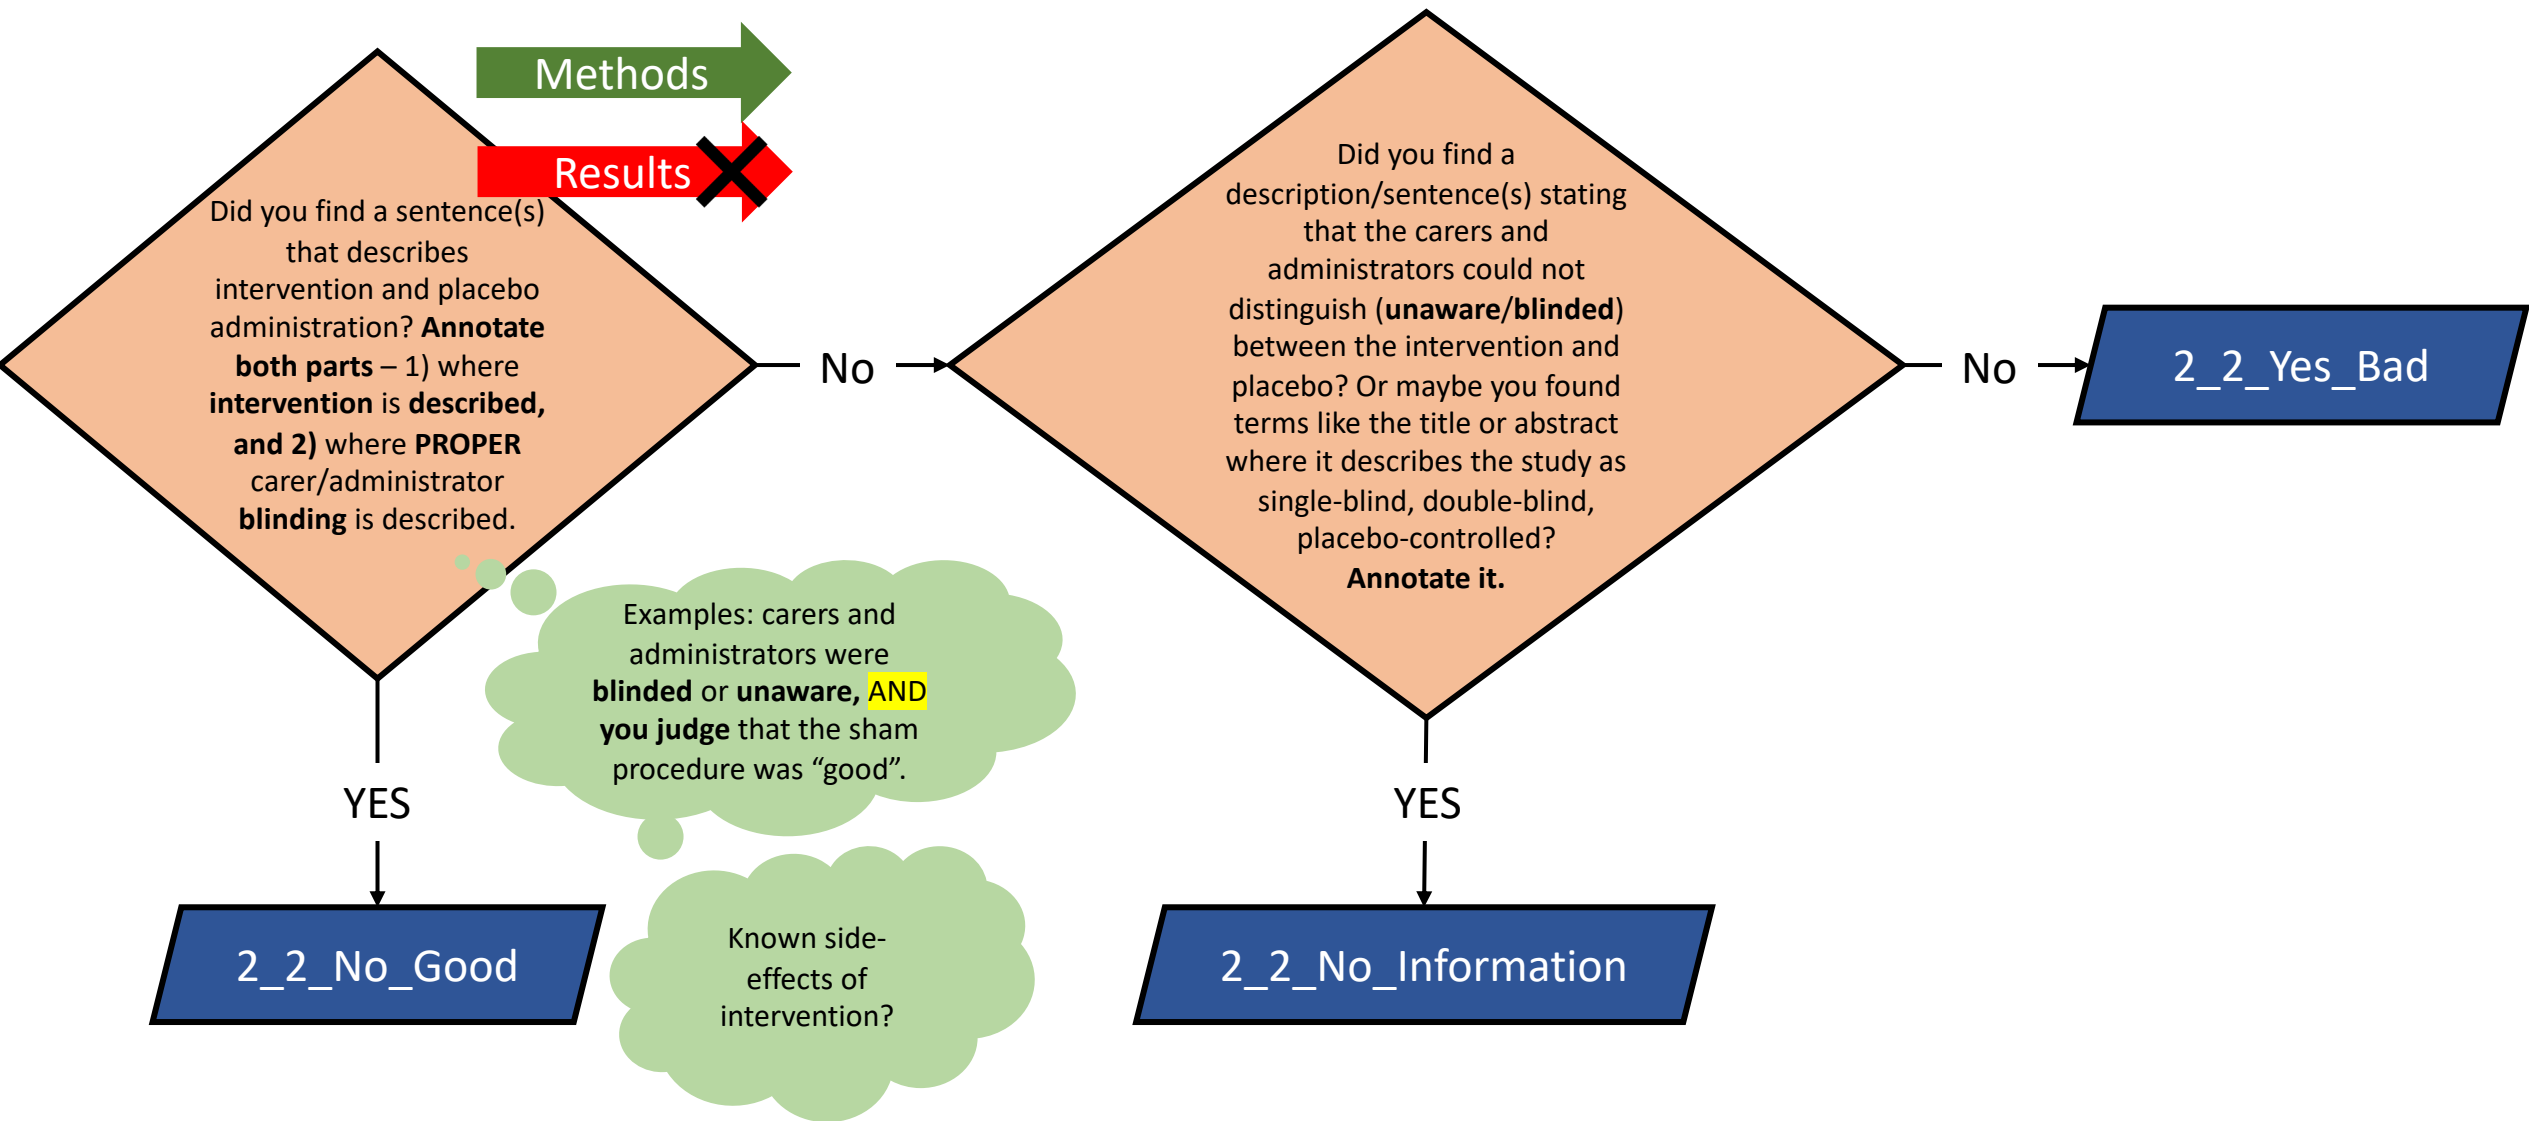 Methods
Results
Did you find a sentence(s)
that describes
intervention and placebo
administration? Annotate
both parts – 1) where
intervention is described,
and 2) where PROPER
carer/administrator
blinding is described.
No
Did you find a
description/sentence(s) stating
that the carers and
administrators could not
distinguish (unaware/blinded)
between the intervention and
placebo? Or maybe you found
terms like the title or abstract
where it describes the study as
single-blind, double-blind,
placebo-controlled?
Annotate it.
No
2_2_Yes_Bad
Examples: carers and
administrators were
blinded or unaware, AND
you judge that the sham
procedure was “good”.
YES
YES
2_2_No_Good
Known side-
effects of
intervention?
2_2_No_Information